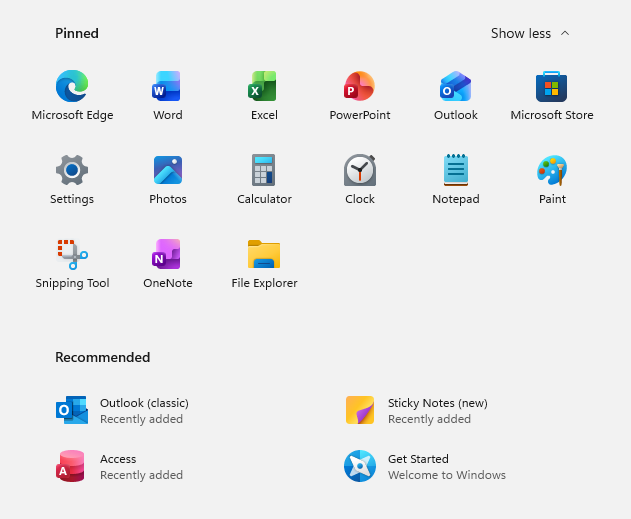 Pinned
Show less
Microsoft Edge
Word
Excel
PowerPoint
Outlook
Microsoft Store
Settings
Photos
Calculator
Clock
Notepad
Paint
Snipping Tool
OneNote
File Explorer
Recommended
Outlook (classic)
Recently added
Sticky Notes (new)
Recently added
Access
Recently added
Get Started
Welcome to Windows